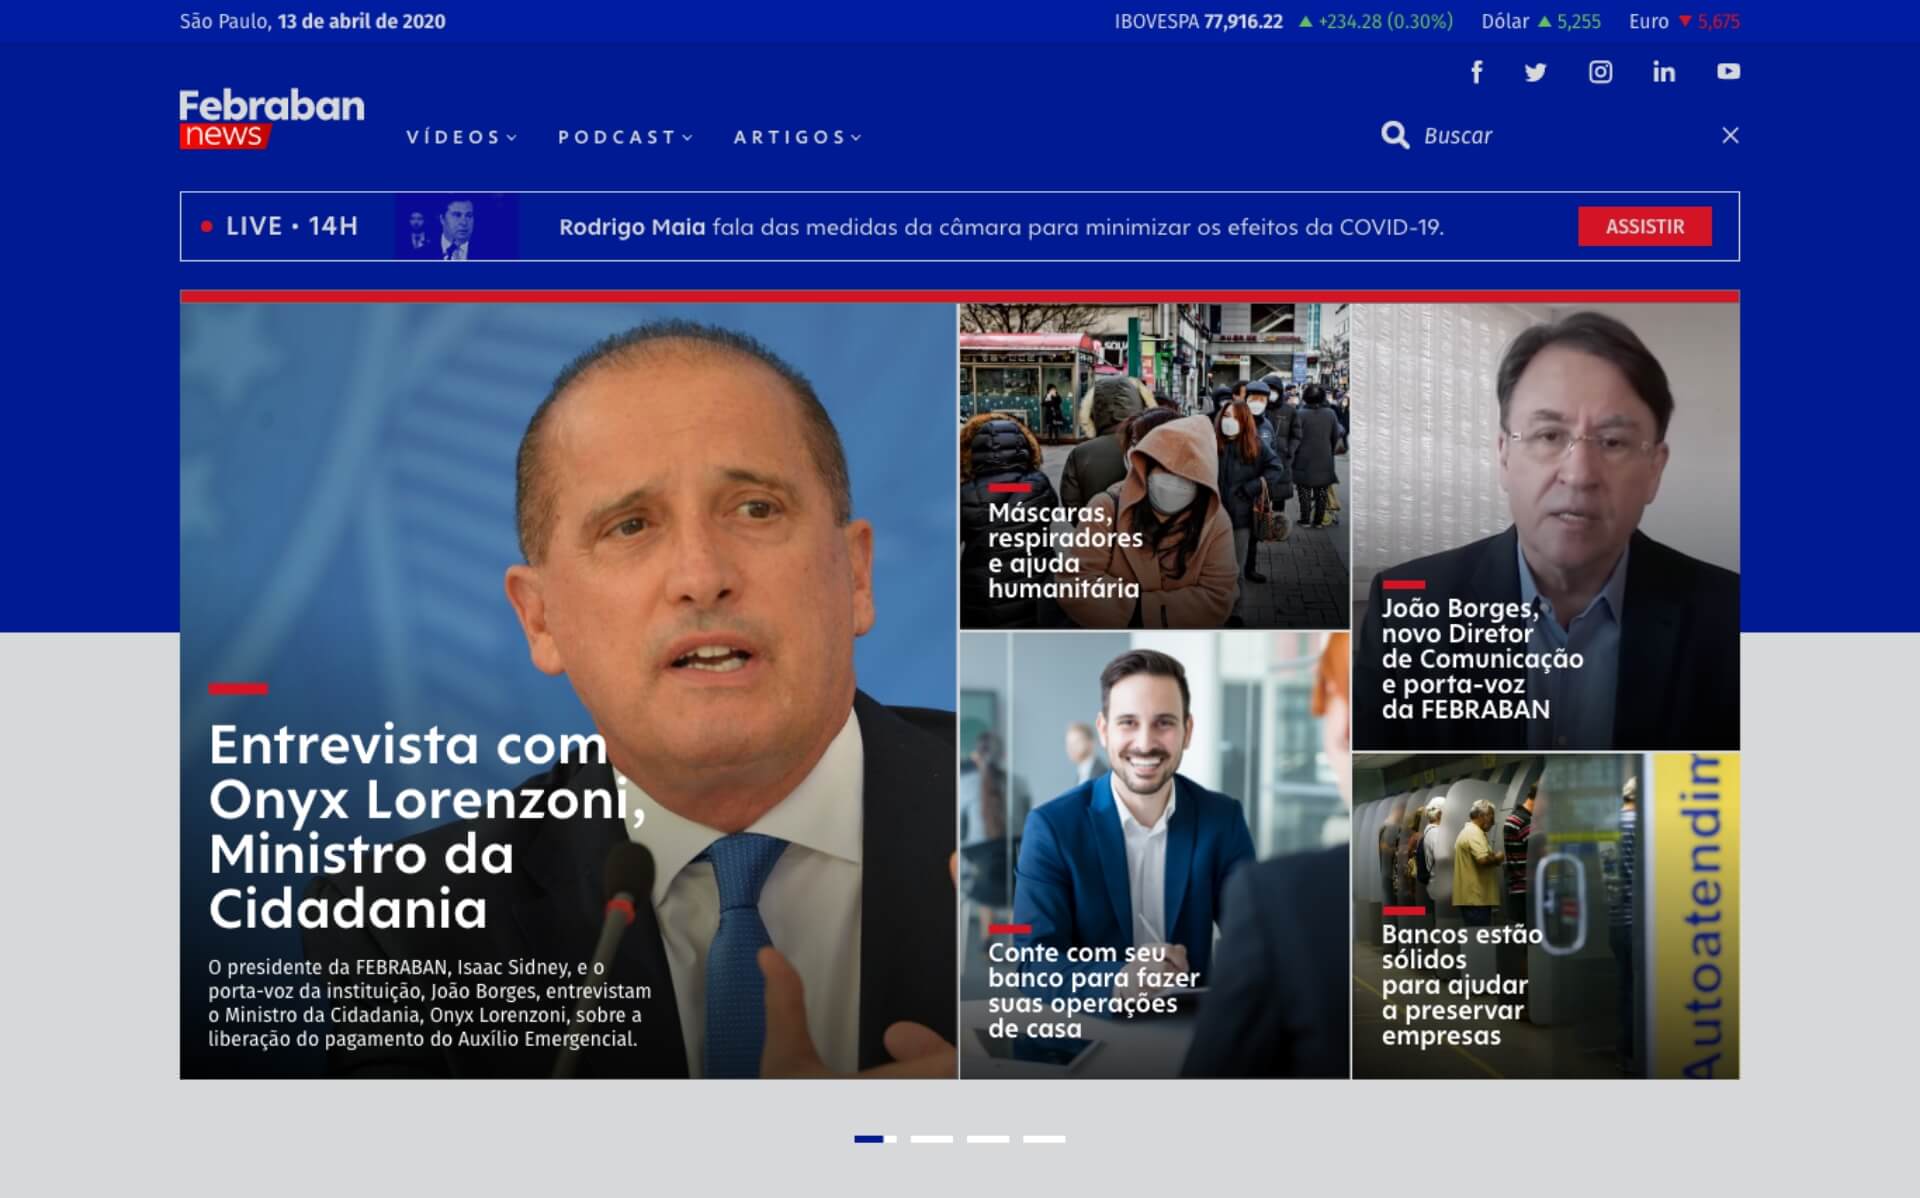 São Paulo, 13 de abril de 2020
IBOVESPA 77,916.22 ▲ +234.28 (0.30%) Dólar ▲ 5,255 Euro ▼ 5,675
Febraban
news
VÍDEOS
PODCAST
ARTIGOS
Buscar
LIVE • 14H
Rodrigo Maia fala das medidas da câmara para minimizar os efeitos da COVID-19.
ASSISTIR
Entrevista com
Onyx Lorenzoni,
Ministro da
Cidadania
O presidente da FEBRABAN, Isaac Sidney, e o
porta-voz da instituição, João Borges, entrevistam
o Ministro da Cidadania, Onyx Lorenzoni, sobre a
liberação do pagamento do Auxílio Emergencial.
Máscaras,
respiradores
e ajuda
humanitária
Conte com seu
banco para fazer
suas operações
de casa
João Borges,
novo Diretor
de Comunicação
e porta-voz
da FEBRABAN
Bancos estão
sólidos
para ajudar
a preservar
empresas
Autoatendim